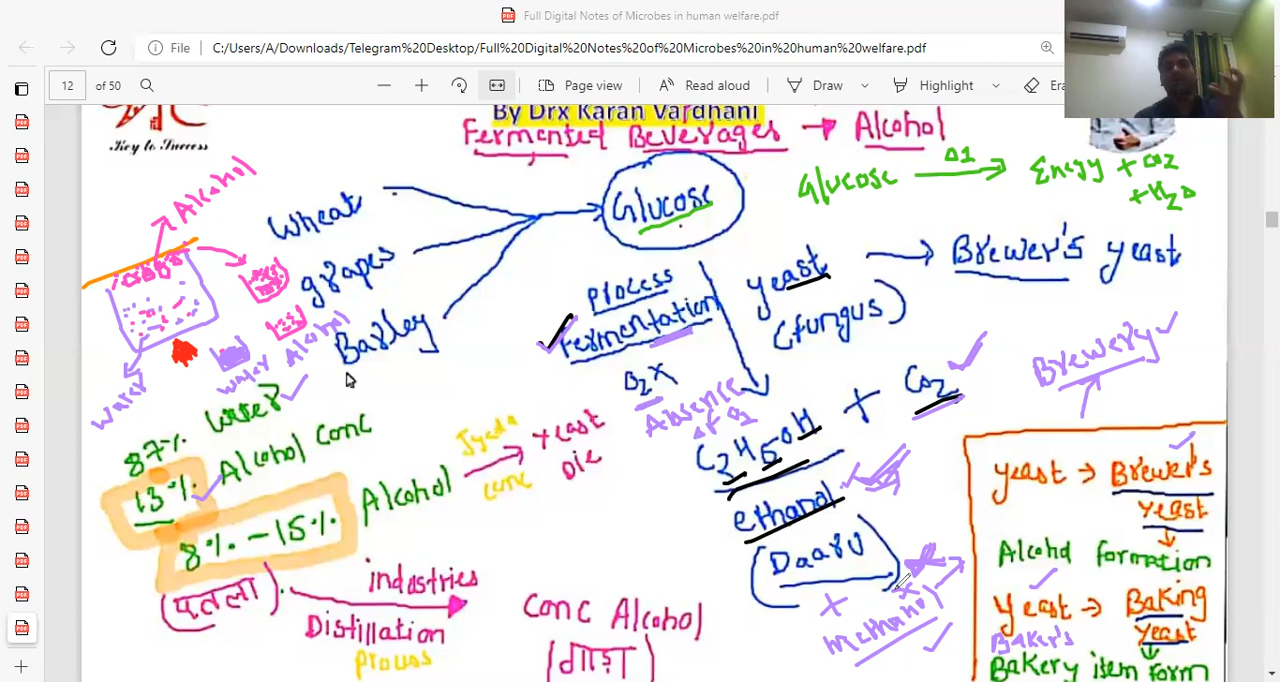 Full Digital Notes of Microbes in human welfare.pdf
File C:/Users/A/Downloads/Telegram%20Desktop/Full%20Digital%20Notes%20of%20Microbes%20in%20human%20welfare.pdf
12 of 50 Page view Read aloud Draw Highlight Era
Key to Success
By Drx Karan Vardhani
Fermented Beverages → Alcohol
Glucose → Energy + CO2
+ H2O
Alcohol
Wheat
grapes
Barley
Glucose
yeast → Brewer's yeast
(fungus)
Process
Fermentation
O2 X
Absence
of O2
C2H5OH + CO2
ethanol
(Daaru)
X
methanol
Brewery
Water
Water
Alcohol
87% Water
13% Alcohol Conc
8% - 15% Alcohol
Jyada
Conc
Yeast
Die
(पतला)
industries
Distillation
Process
Conc Alcohol
(गाढ़ा)
yeast → Brewer's
yeast
Alcohol formation
yeast → Baking
Baker's
yeast
Bakery item form